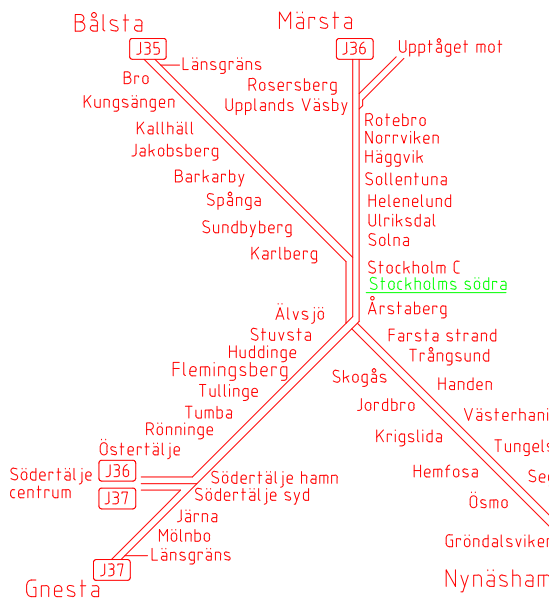 Bålsta
Märsta
J35
J36
Upptåget mot
Länsgräns
Bro
Rosersberg
Kungsängen
Upplands Väsby
Kallhäll
Rotebro
Norrviken
Jakobsberg
Häggvik
Barkarby
Sollentuna
Spånga
Helenelund
Ulriksdal
Sundbyberg
Solna
Karlberg
Stockholm C
Stockholms södra
Årstaberg
Älvsjö
Stuvsta
Farsta strand
Huddinge
Trångsund
Flemingsberg
Skogås
Handen
Tullinge
Jordbro
Tumba
Västerhani
Rönninge
Krigslida
Östertälje
Tungels
Södertälje
centrum
J36
J37
Södertälje hamn
Södertälje syd
Hemfosa
Se
Järna
Ösmo
Mölnbo
Länsgräns
Gröndalsviken
J37
Gnesta
Nynäsham